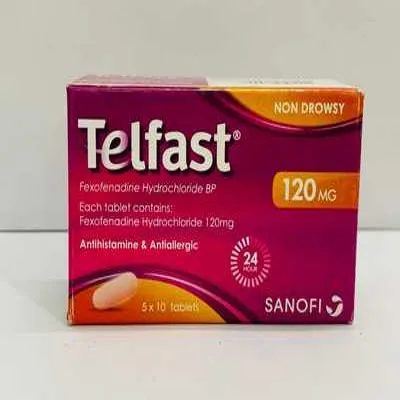 NON DROWSY
Telfast®
Fexofenadine Hydrochloride BP
120 MG
Each tablet contains:
Fexofenadine Hydrochloride 120mg
Antihistamine & Antiallergic
24
HOUR
5 x 10 tablets
SANOFI